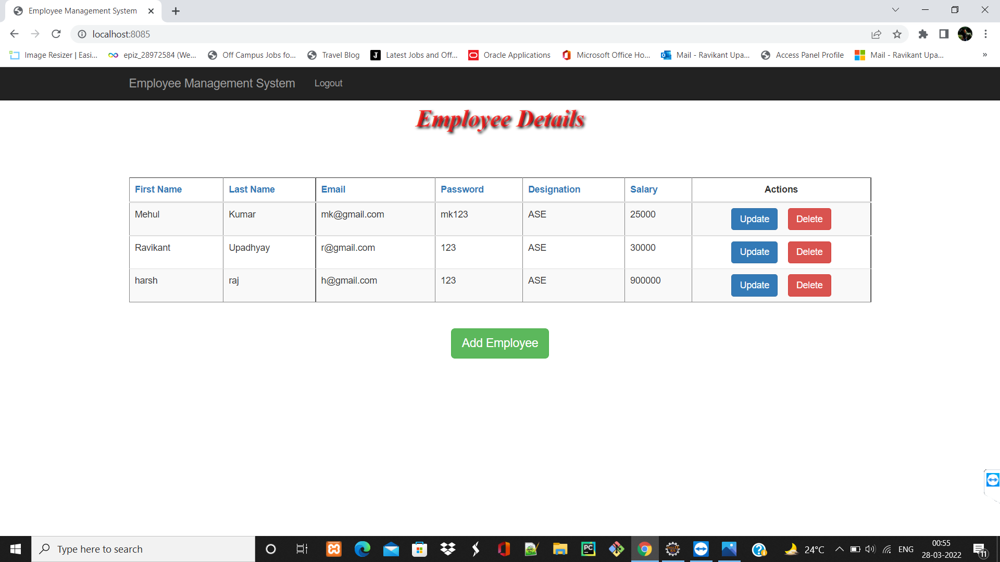 Employee Management System
localhost:8085
Image Resizer | Easi... epiz_28972584 (We... Off Campus Jobs fo... Travel Blog J Latest Jobs and Off... Oracle Applications Microsoft Office Ho... Mail - Ravikant Upa... Access Panel Profile Mail - Ravikant Upa... »
Employee Management System Logout
Employee Details
First Name Last Name Email Password Designation Salary Actions
Mehul Kumar mk@gmail.com mk123 ASE 25000 Update Delete
Ravikant Upadhyay r@gmail.com 123 ASE 30000 Update Delete
harsh raj h@gmail.com 123 ASE 900000 Update Delete
Add Employee
Type here to search PC 24°C ENG 00:55
28-03-2022 11